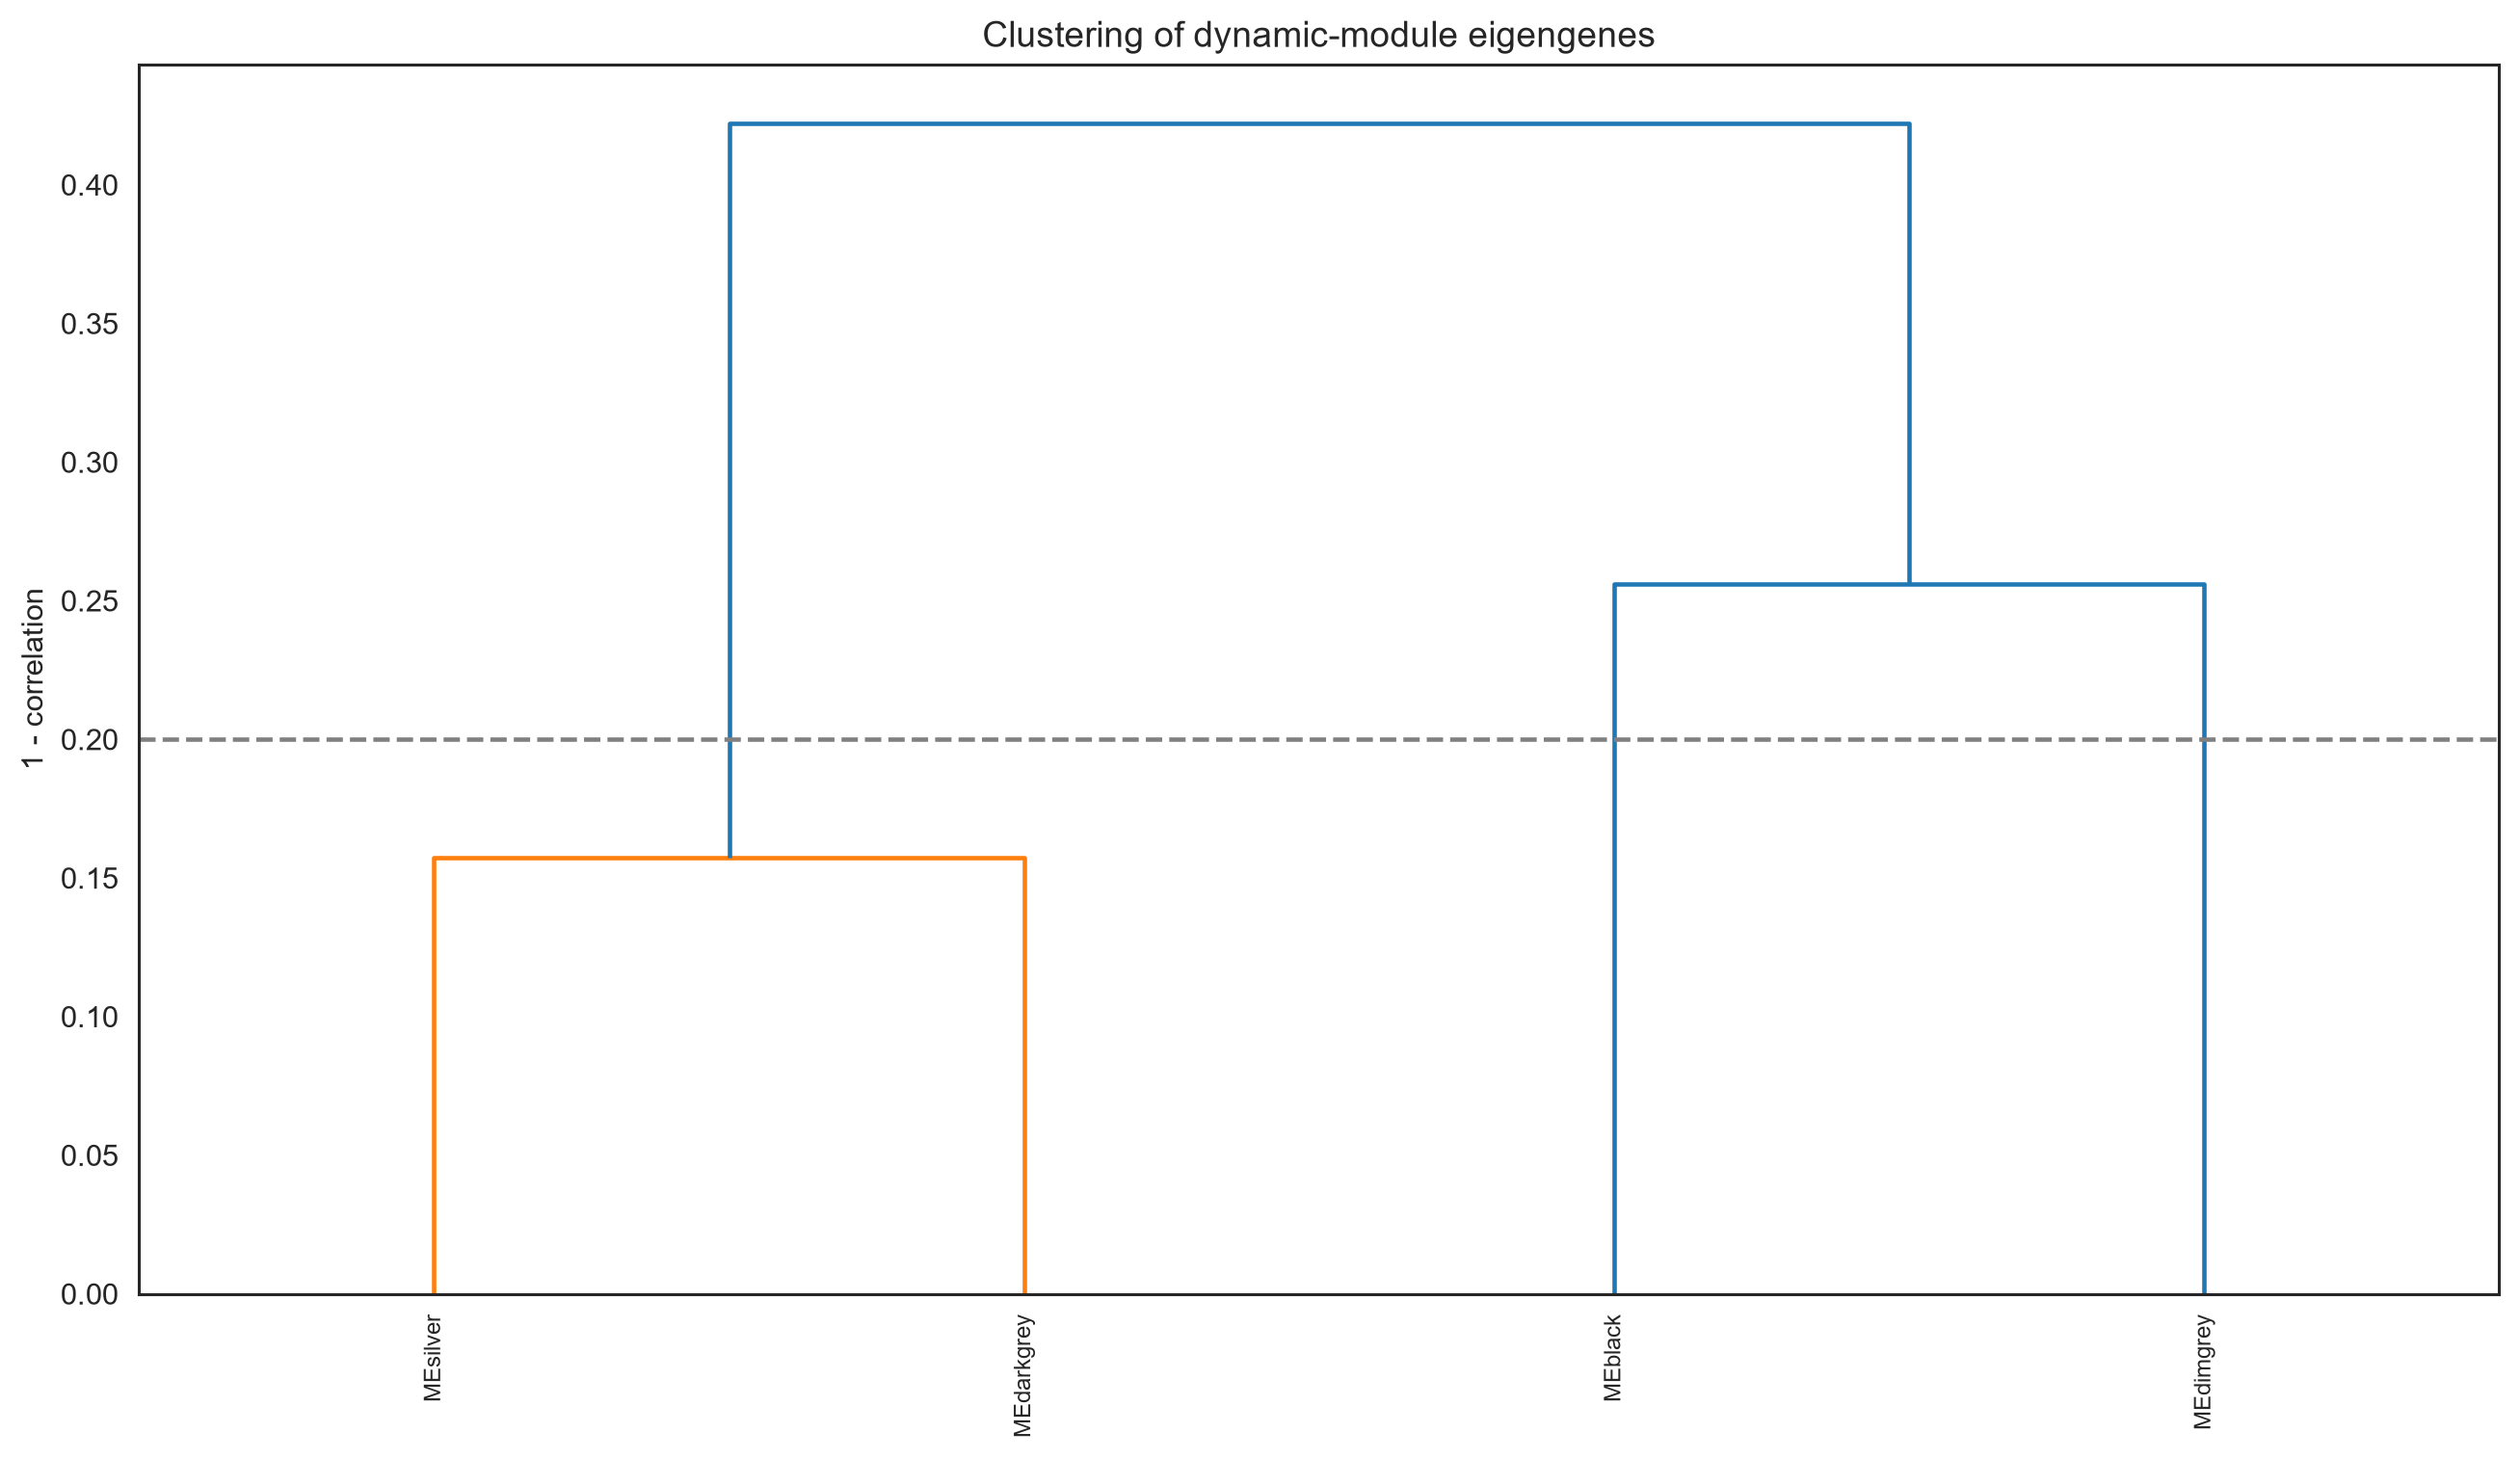 Clustering of dynamic-module eigengenes
1 - correlation
0.40
0.35
0.30
0.25
0.20
0.15
0.10
0.05
0.00
MEsilver
MEdarkgrey
MEblack
MEdimgrey